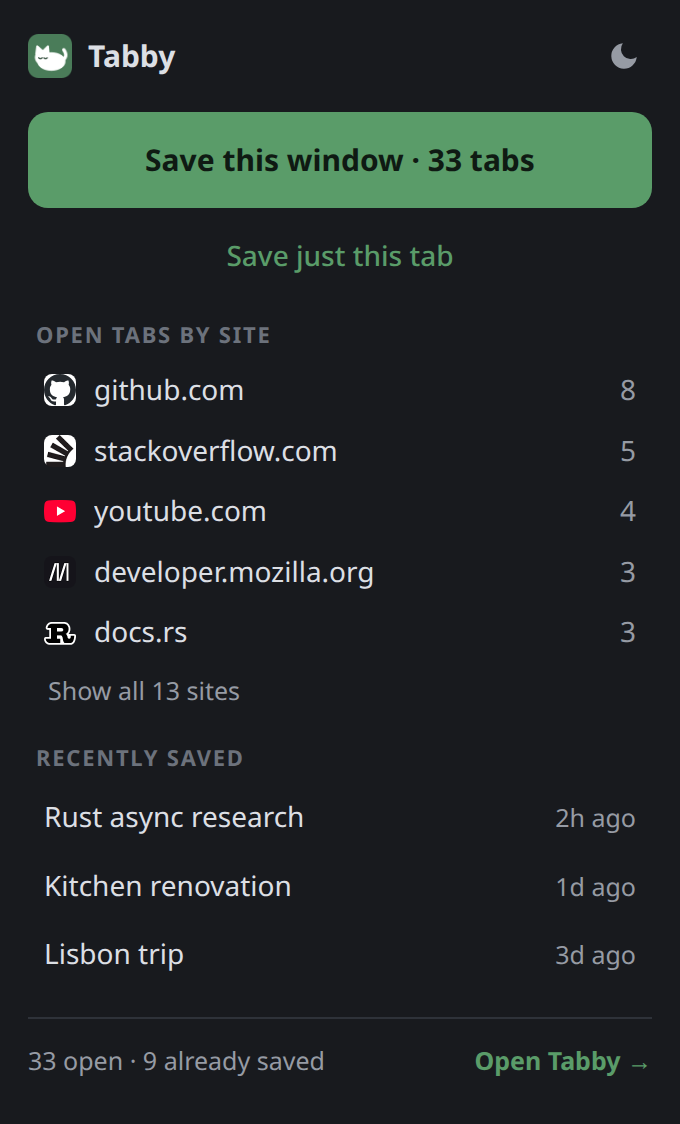 Tabby
Save this window · 33 tabs
Save just this tab
OPEN TABS BY SITE
github.com 8
stackoverflow.com 5
youtube.com 4
developer.mozilla.org 3
docs.rs 3
Show all 13 sites
RECENTLY SAVED
Rust async research 2h ago
Kitchen renovation 1d ago
Lisbon trip 3d ago
33 open · 9 already saved Open Tabby →